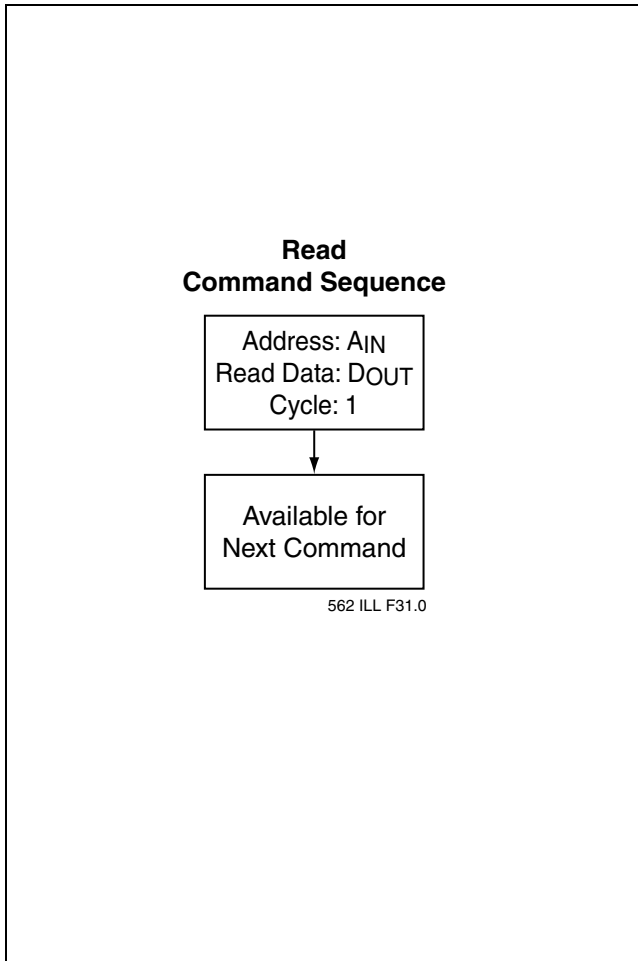 Read
Command Sequence
Address: AIN
Read Data: DOUT
Cycle: 1
Available for
Next Command
562 ILL F31.0